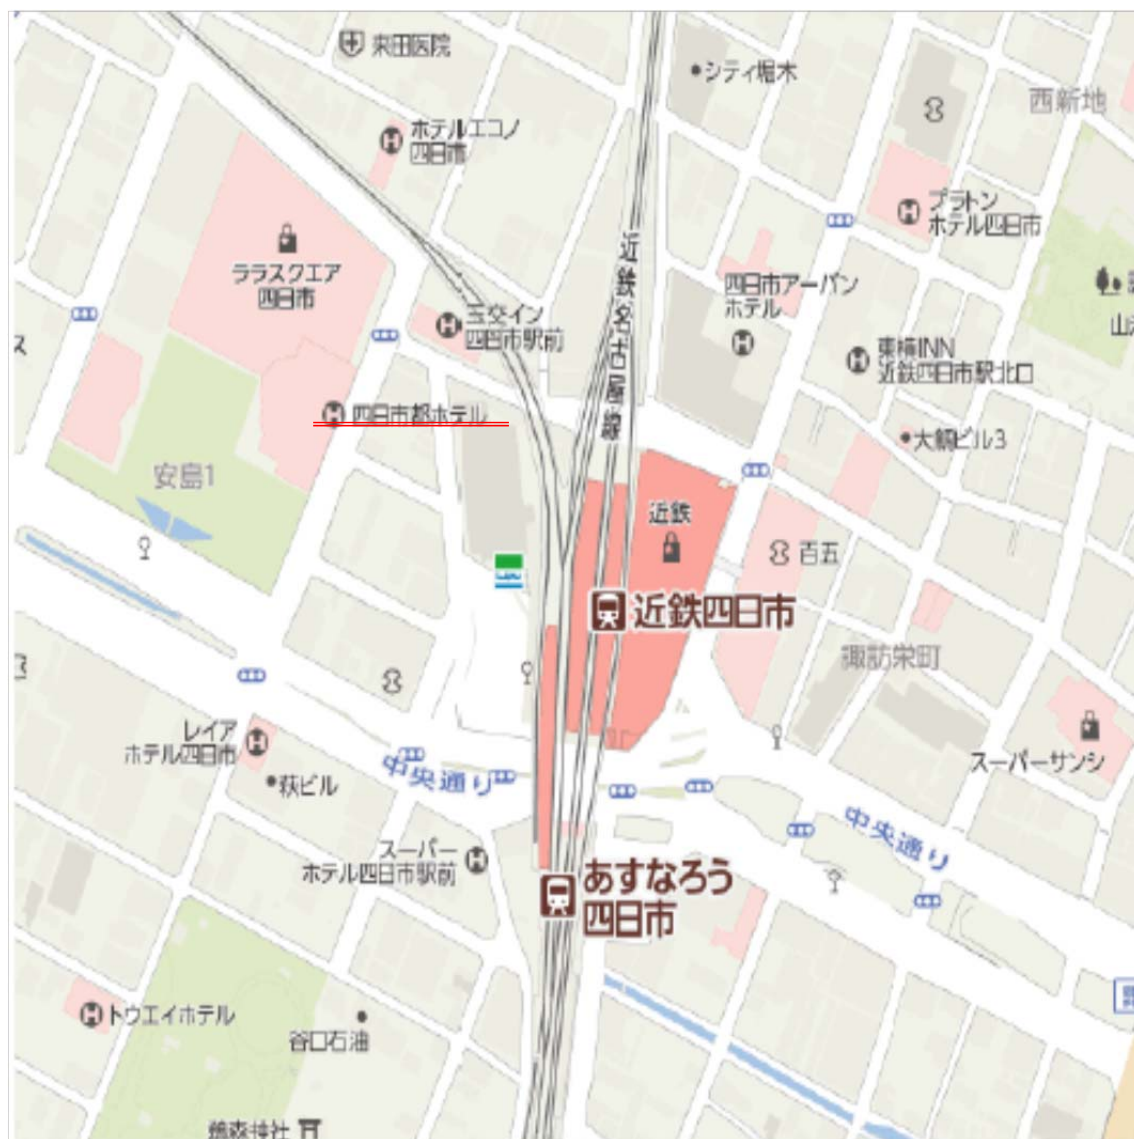 来田医院
シティ堀木
西新地
ホテルエコノ
四日市
プラトン
ホテル四日市
ララスクエア
四日市
近鉄名古屋線
四日市アーバン
ホテル
三交イン
四日市駅前
東横INN
近鉄四日市駅北口
四日市都ホテル
大鯛ビル3
安島1
近鉄
百五
近鉄四日市
諏訪栄町
レイア
ホテル四日市
スーパーサンシ
中央通り
萩ビル
中央通り
スーパー
ホテル四日市駅前
あすなろう
四日市
トウエイホテル
谷口石油
鵜森神社